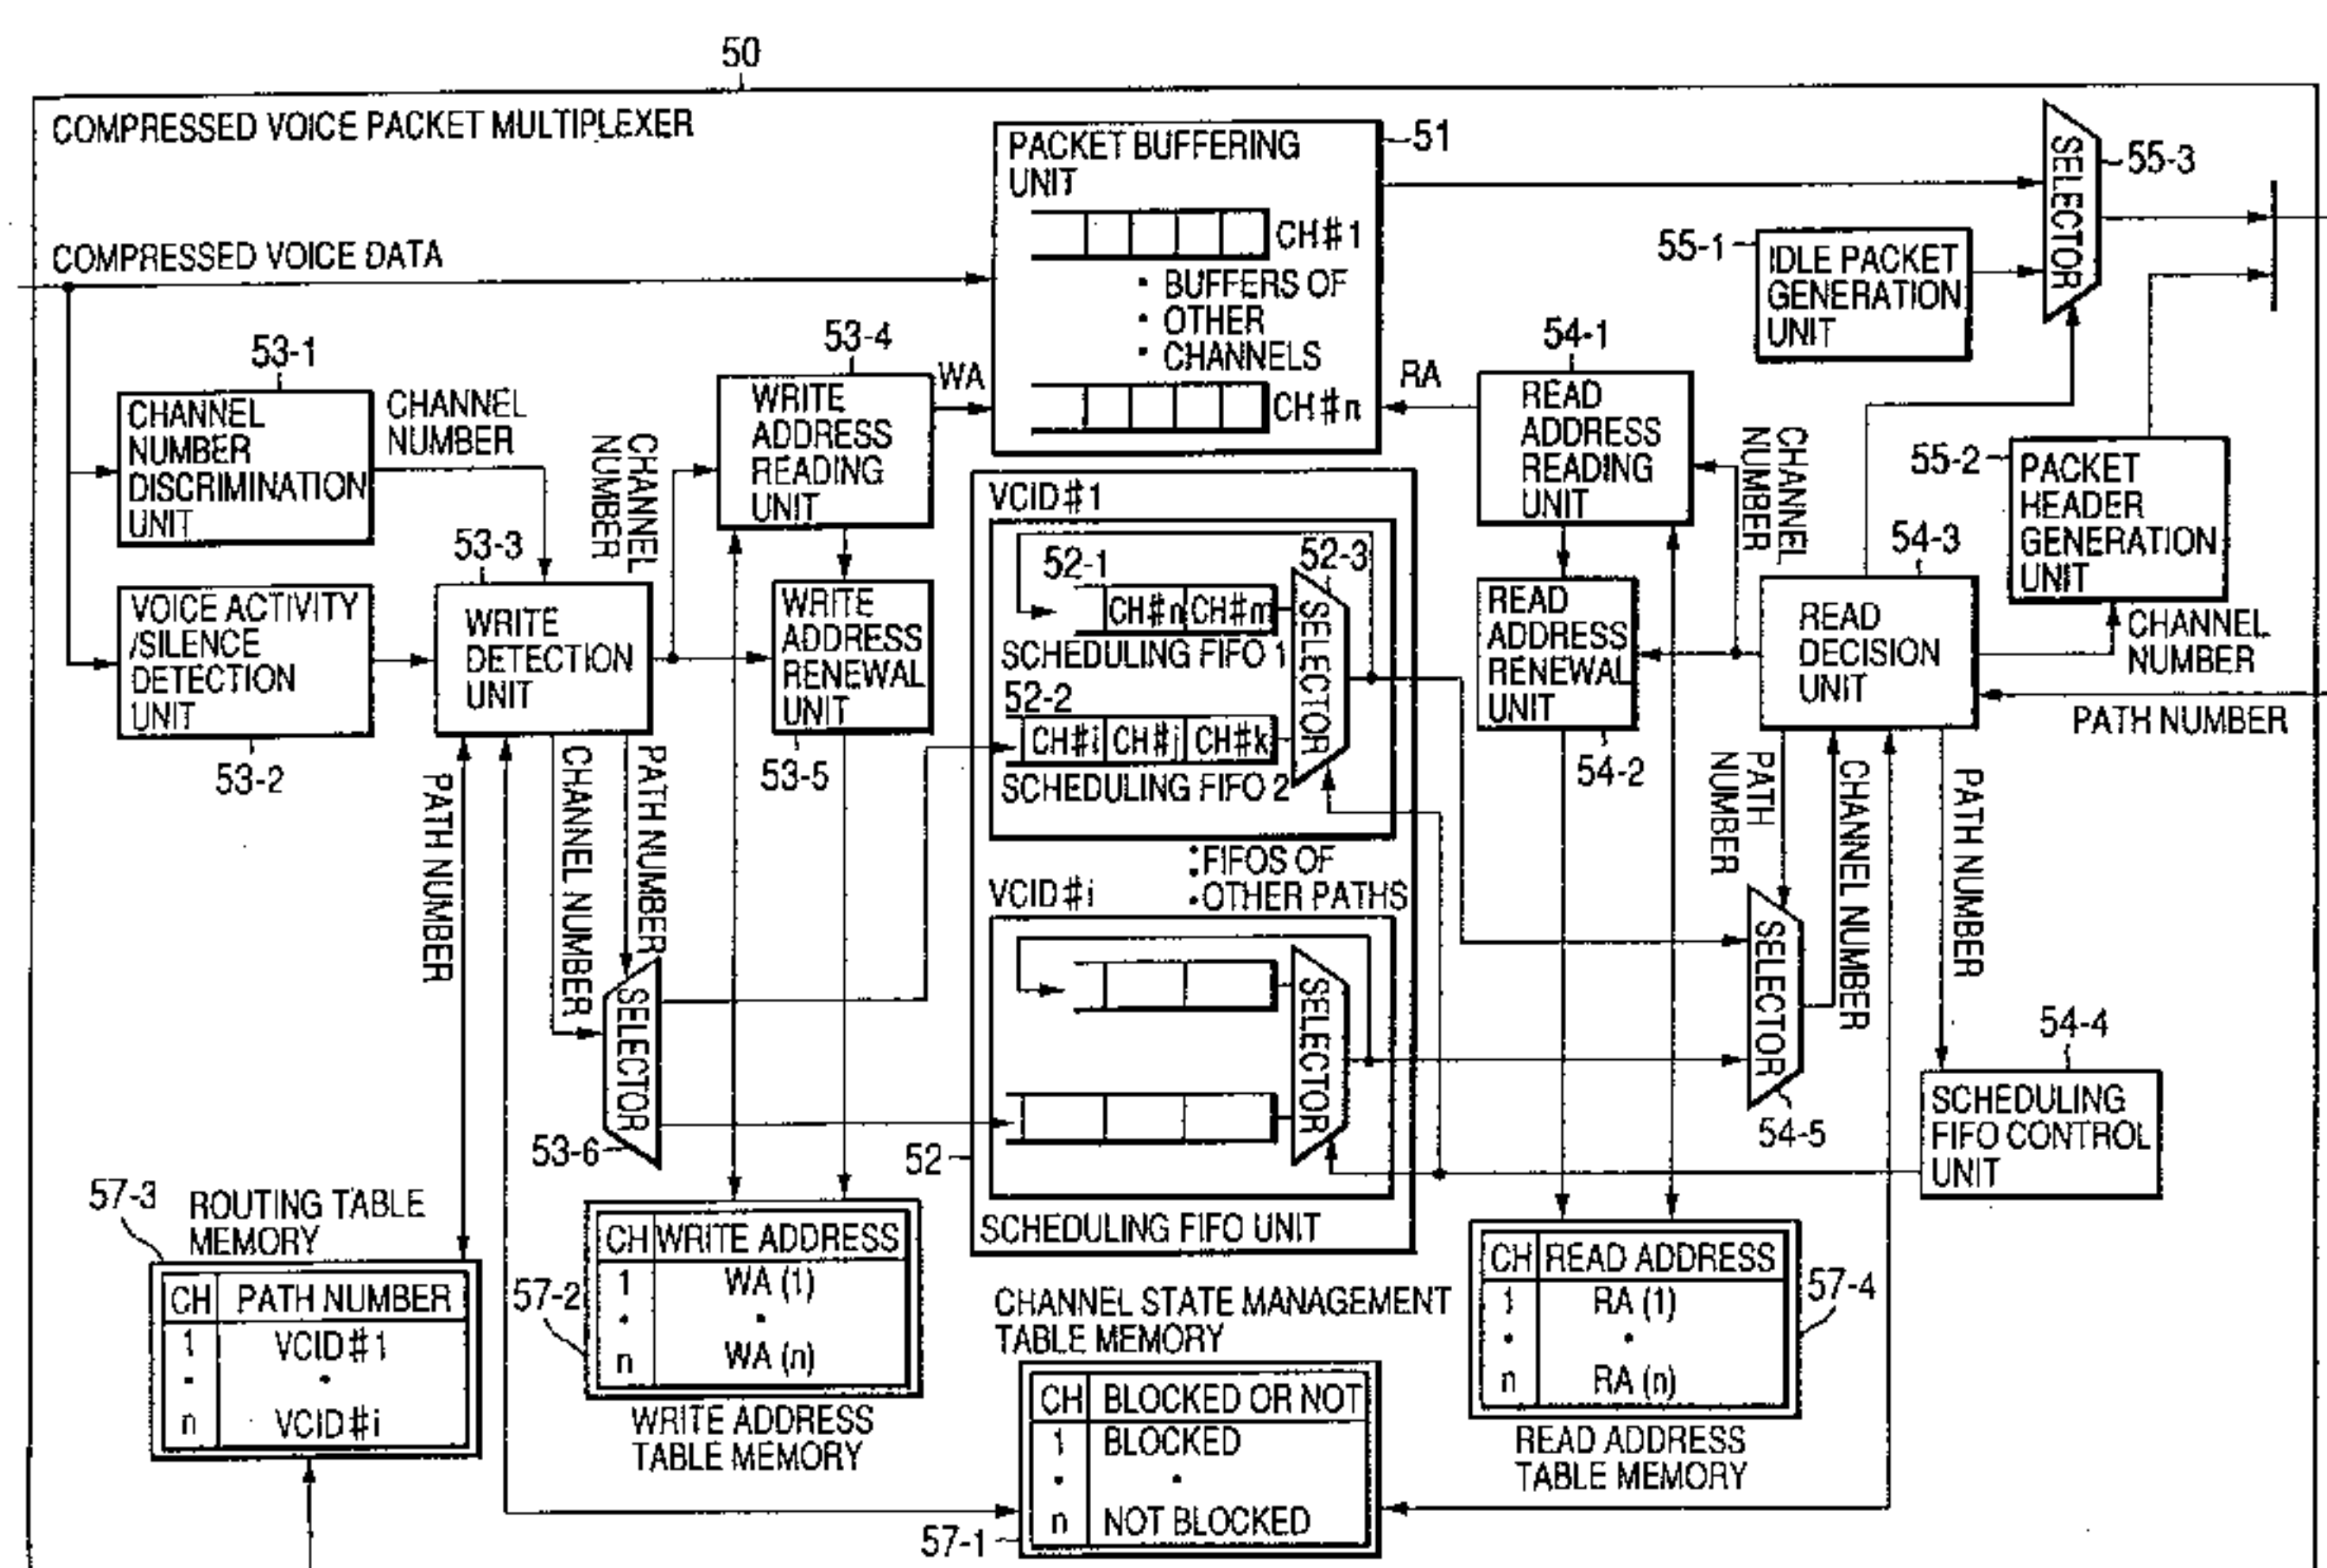 50
COMPRESSED VOICE PACKET MULTIPLEXER
COMPRESSED VOICE DATA
PACKET BUFFERING
UNIT
51
CH#1
• BUFFERS OF
• OTHER
• CHANNELS
CH#n
SELECTOR
55-3
55-1
IDLE PACKET
GENERATION
UNIT
53-1
CHANNEL
NUMBER
DISCRIMINATION
UNIT
CHANNEL
NUMBER
53-4
WRITE
ADDRESS
READING
UNIT
WA
CHANNEL
NUMBER
RA
54-1
READ
ADDRESS
READING
UNIT
CHANNEL
NUMBER
55-2
PACKET
HEADER
GENERATION
UNIT
VOICE ACTIVITY
/SILENCE
DETECTION
UNIT
53-2
53-3
WRITE
DETECTION
UNIT
WRITE
ADDRESS
RENEWAL
UNIT
53-5
VCID#1
52-1
52-3
CH#n CH#m
SCHEDULING FIFO 1
SELECTOR
52-2
CH#i CH#j CH#k
SCHEDULING FIFO 2
READ
ADDRESS
RENEWAL
UNIT
54-2
54-3
READ
DECISION
UNIT
CHANNEL
NUMBER
PATH NUMBER
PATH NUMBER
CHANNEL NUMBER
PATH NUMBER
SELECTOR
53-6
:FIFOS OF
•OTHER PATHS
VCID#i
SELECTOR
52
SCHEDULING FIFO UNIT
PATH
NUMBER
CHANNEL NUMBER
PATH NUMBER
SELECTOR
54-5
54-4
SCHEDULING
FIFO CONTROL
UNIT
57-3
ROUTING TABLE
MEMORY
CH PATH NUMBER
1 VCID#1
• •
n VCID#i
57-2
CH WRITE ADDRESS
1 WA (1)
• •
n WA (n)
WRITE ADDRESS
TABLE MEMORY
CHANNEL STATE MANAGEMENT
TABLE MEMORY
CH BLOCKED OR NOT
1 BLOCKED
• •
n NOT BLOCKED
57-1
CH READ ADDRESS
1 RA (1)
• •
n RA (n)
57-4
READ ADDRESS
TABLE MEMORY